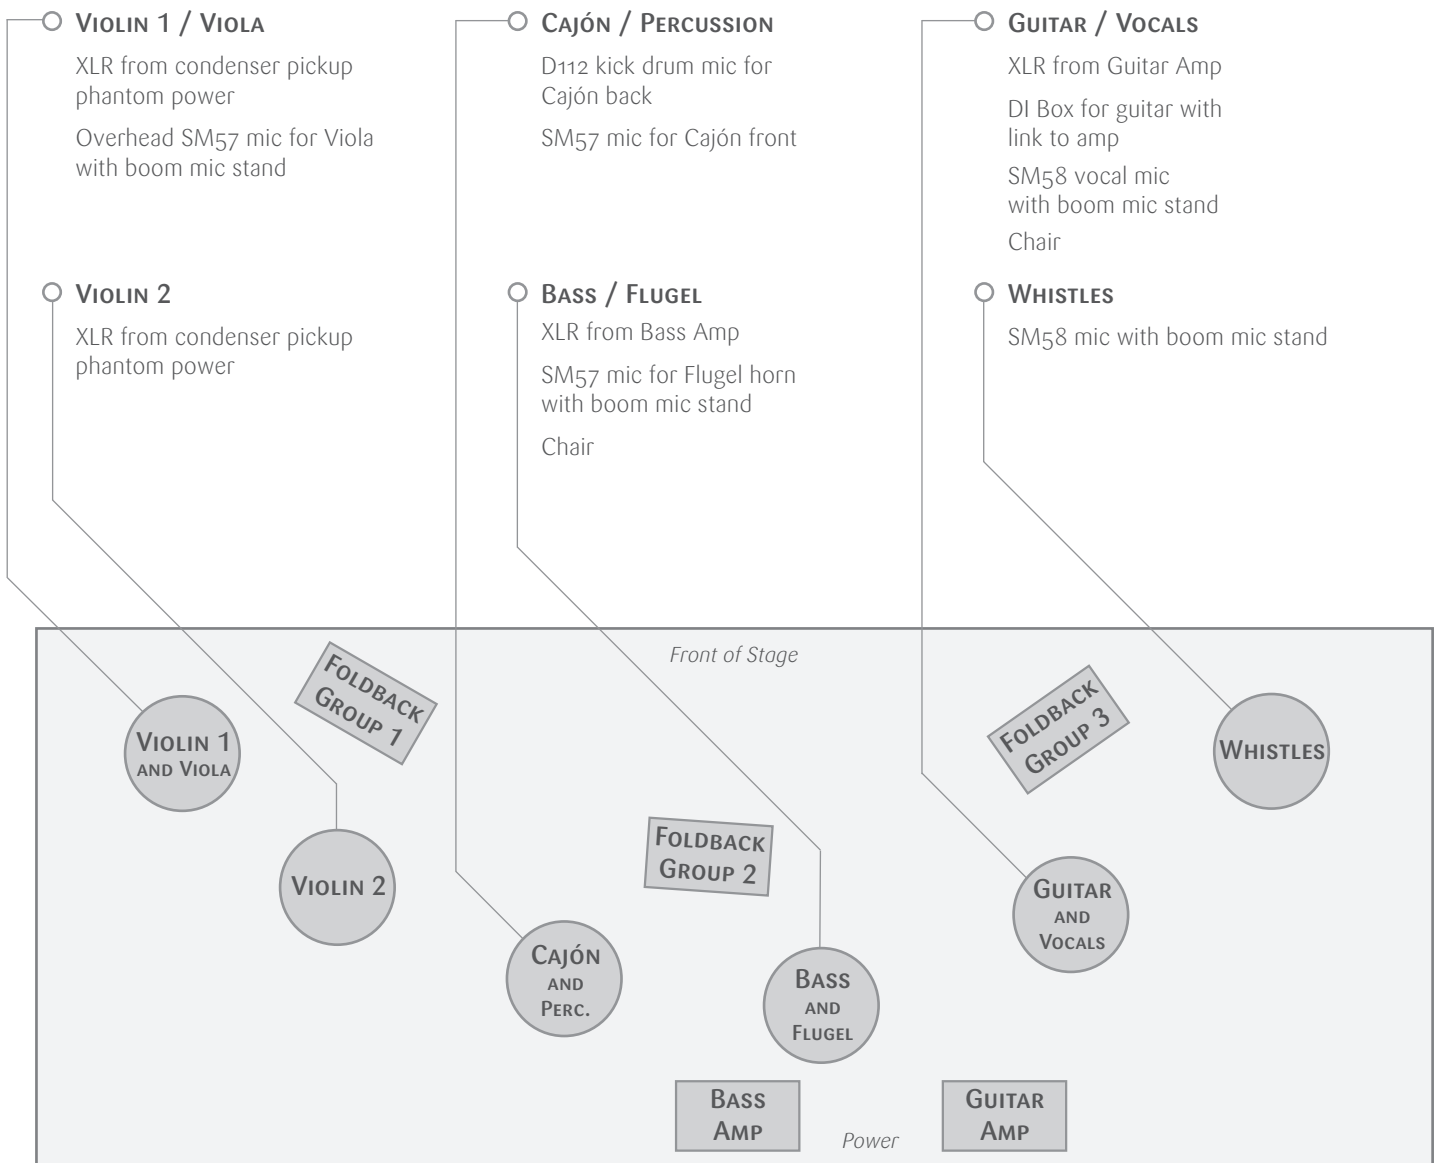 Violin 1 / Viola
XLR from condenser pickup
phantom power
Overhead SM57 mic for Viola
with boom mic stand
Cajón / Percussion
D112 kick drum mic for
Cajón back
SM57 mic for Cajón front
Guitar / Vocals
XLR from Guitar Amp
DI Box for guitar with
link to amp
SM58 vocal mic
with boom mic stand
Chair
Violin 2
XLR from condenser pickup
phantom power
Bass / Flugel
XLR from Bass Amp
SM57 mic for Flugel horn
with boom mic stand
Chair
Whistles
SM58 mic with boom mic stand
Front of Stage
Foldback
Group 1
Foldback
Group 3
Violin 1
and Viola
Whistles
Foldback
Group 2
Violin 2
Guitar
and
Vocals
Cajón
and
Perc.
Bass
and
Flugel
Bass
Amp
Power
Guitar
Amp